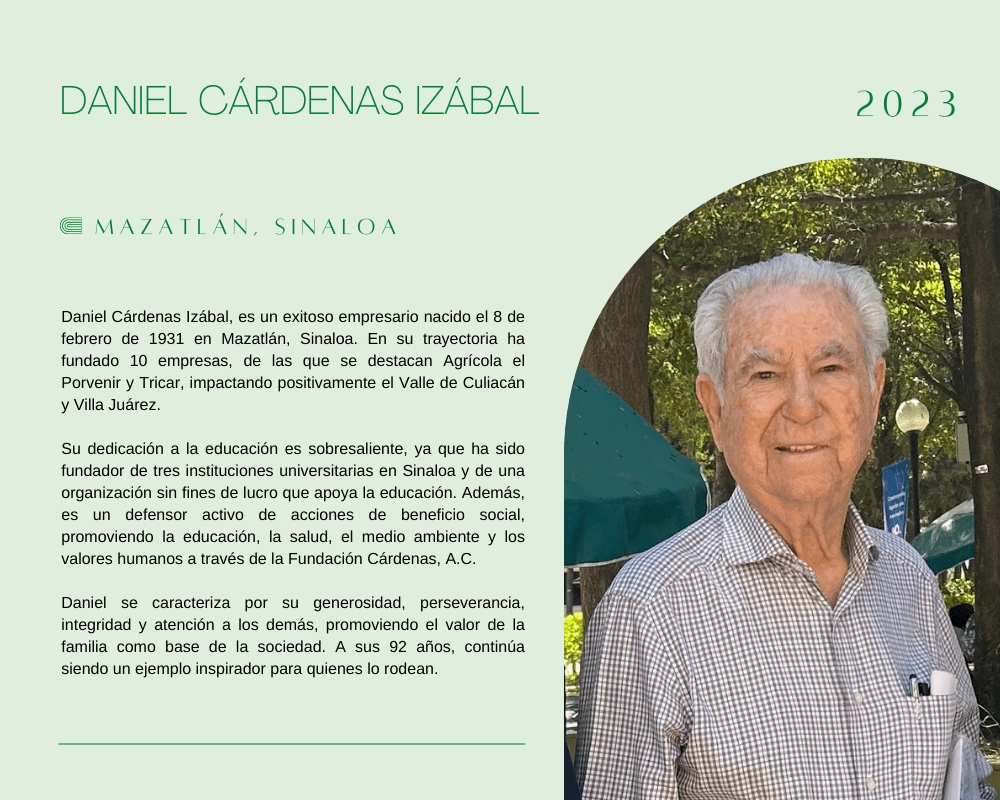 DANIEL CÁRDENAS IZÁBAL
2023
MAZATLÁN, SINALOA
Daniel Cárdenas Izábal, es un exitoso empresario nacido el 8 de
febrero de 1931 en Mazatlán, Sinaloa. En su trayectoria ha
fundado 10 empresas, de las que se destacan Agrícola el
Porvenir y Tricar, impactando positivamente el Valle de Culiacán
y Villa Juárez.
Su dedicación a la educación es sobresaliente, ya que ha sido
fundador de tres instituciones universitarias en Sinaloa y de una
organización sin fines de lucro que apoya la educación. Además,
es un defensor activo de acciones de beneficio social,
promoviendo la educación, la salud, el medio ambiente y los
valores humanos a través de la Fundación Cárdenas, A.C.
Daniel se caracteriza por su generosidad, perseverancia,
integridad y atención a los demás, promoviendo el valor de la
familia como base de la sociedad. A sus 92 años, continúa
siendo un ejemplo inspirador para quienes lo rodean.